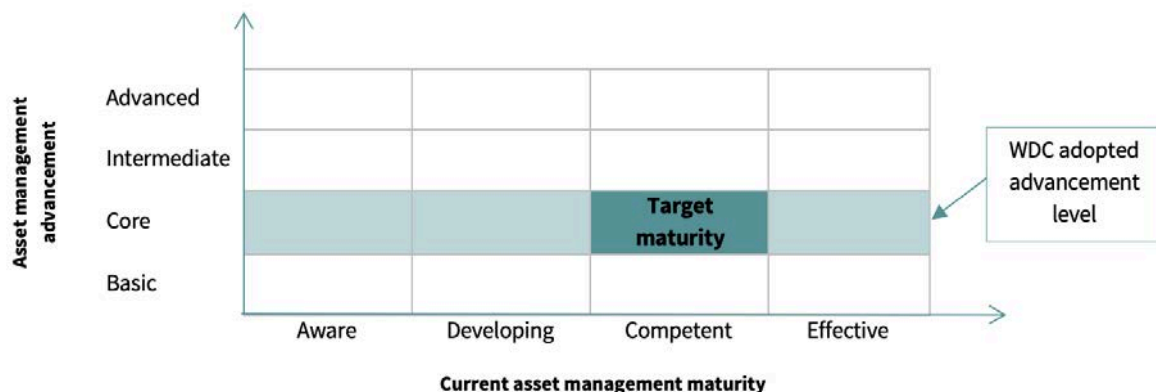 Asset management
advancement
Advanced
Intermediate
Core
Basic
Target
maturity
WDC adopted
advancement
level
Aware
Developing
Competent
Effective
Current asset management maturity